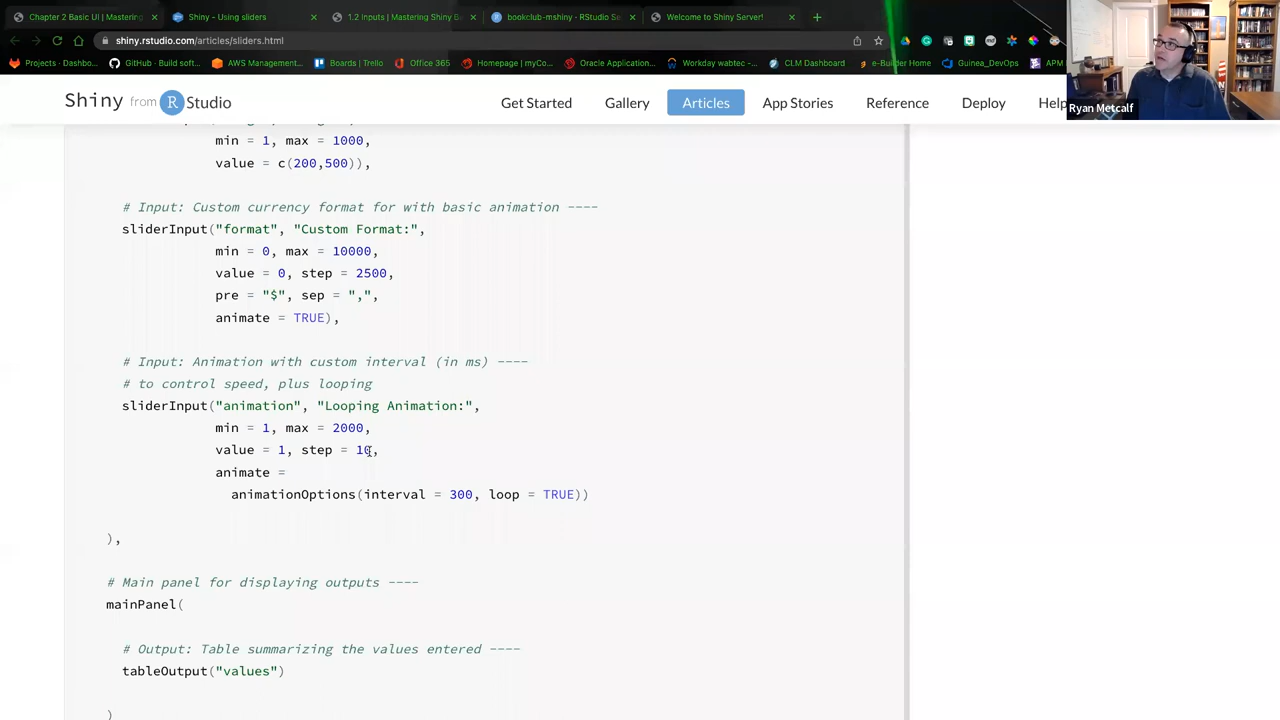 Chapter 2 Basic UI | Mastering
Shiny - Using sliders
1.2 Inputs | Mastering Shiny B
bookclub-mshiny - RStudio Se
Welcome to Shiny Server!
shiny.rstudio.com/articles/sliders.html
Projects · Dashbo...
GitHub · Build soft...
AWS Management...
Boards | Trello
Office 365
Homepage | myCo...
Oracle Application...
Workday wabtec -...
CLM Dashboard
e-Builder Home
Guinea_DevOps
APM
Ryan Metcalf
Shiny from R Studio
Get Started
Gallery
Articles
App Stories
Reference
Deploy
Help
min = 1, max = 1000,
value = c(200,500)),
# Input: Custom currency format for with basic animation ----
sliderInput("format", "Custom Format:",
min = 0, max = 10000,
value = 0, step = 2500,
pre = "$", sep = ",",
animate = TRUE),
# Input: Animation with custom interval (in ms) ----
# to control speed, plus looping
sliderInput("animation", "Looping Animation:",
min = 1, max = 2000,
value = 1, step = 10,
animate =
animationOptions(interval = 300, loop = TRUE))
),
# Main panel for displaying outputs ----
mainPanel(
# Output: Table summarizing the values entered ----
tableOutput("values")
)